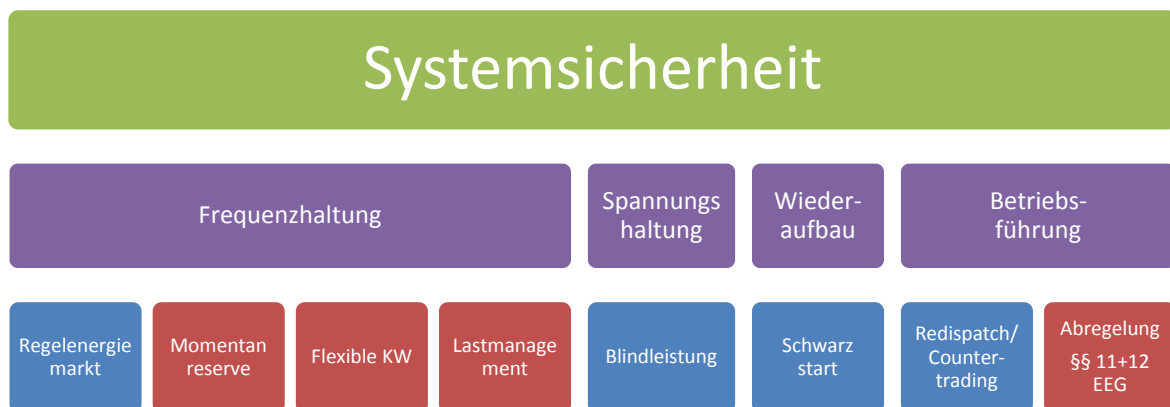 Systemsicherheit
Frequenzhaltung
Spannungs
haltung
Wieder-
aufbau
Betriebs-
führung
Regelenergie
markt
Momentan
reserve
Flexible KW
Lastmanage
ment
Blindleistung
Schwarz
start
Redispatch/
Counter-
trading
Abregelung
§§ 11+12
EEG